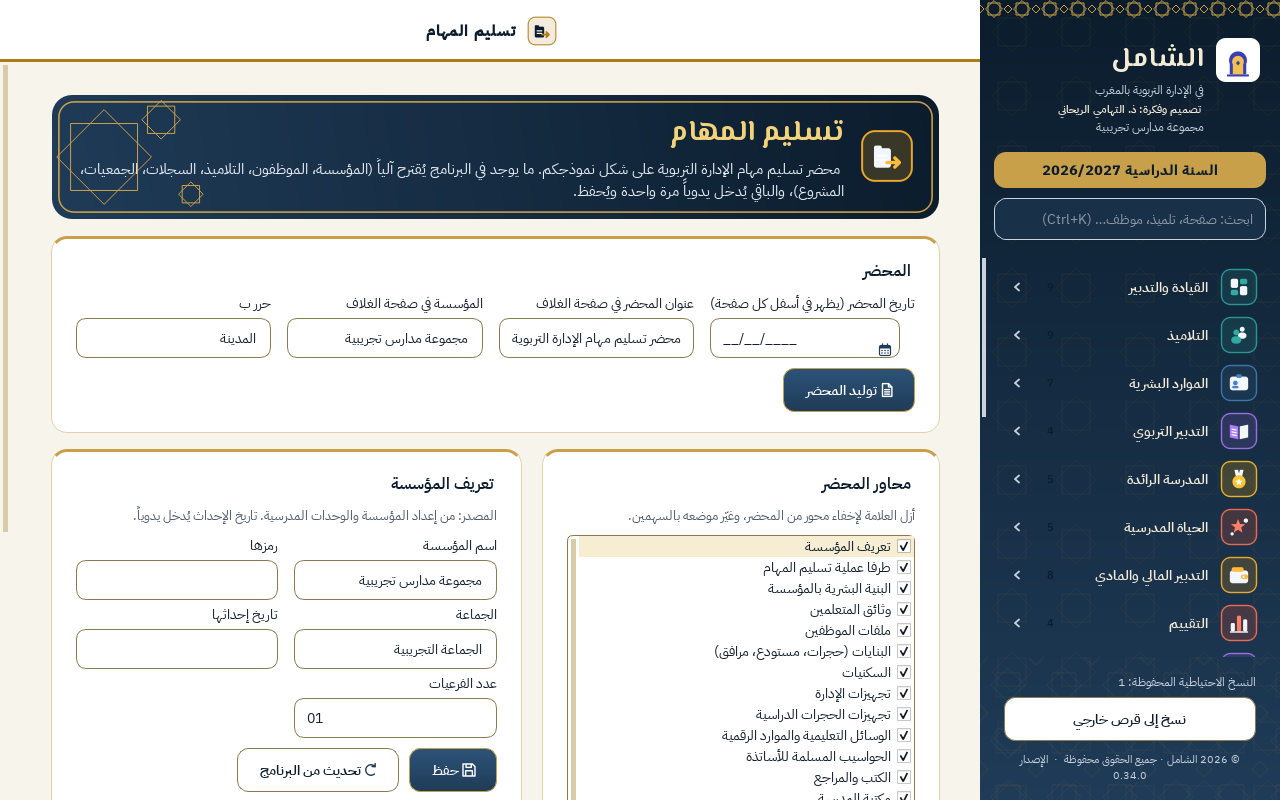 تسليم المهام
الشامل
في الإدارة التربوية بالمغرب
تصميم وفكرة: ذ. التهامي الريحاني
مجموعة مدارس تجريبية
السنة الدراسية 2026/2027
ابحث: صفحة، تلميذ، موظف... (Ctrl+K)
القيادة والتدبير 9
التلاميذ 9
الموارد البشرية 7
التدبير التربوي 4
المدرسة الرائدة 5
الحياة المدرسية 5
التدبير المالي والمادي 8
التقييم 4
النسخ الاحتياطية المحفوظة: 1
نسخ إلى قرص خارجي
© 2026 الشامل · جميع الحقوق محفوظة · الإصدار
0.34.0
تسليم المهام
محضر تسليم مهام الإدارة التربوية على شكل نموذجكم. ما يوجد في البرنامج يُقترح آلياً (المؤسسة، الموظفون، التلاميذ، السجلات، الجمعيات،
المشروع)، والباقي يُدخل يدوياً مرة واحدة ويُحفظ.
المحضر
تاريخ المحضر (يظهر في أسفل كل صفحة)
__/__/____
عنوان المحضر في صفحة الغلاف
محضر تسليم مهام الإدارة التربوية
المؤسسة في صفحة الغلاف
مجموعة مدارس تجريبية
حرر ب
المدينة
توليد المحضر
محاور المحضر
أزل العلامة لإخفاء محور من المحضر، وغيّر موضعه بالسهمين.
تعريف المؤسسة
طرفا عملية تسليم المهام
البنية البشرية بالمؤسسة
وثائق المتعلمين
ملفات الموظفين
البنايات (حجرات، مستودع، مرافق)
السكنيات
تجهيزات الإدارة
تجهيزات الحجرات الدراسية
الوسائل التعليمية والموارد الرقمية
الحواسيب المسلمة للأساتذة
الكتب والمراجع
مكتبة المدرسة
تعريف المؤسسة
المصدر: من إعداد المؤسسة والوحدات المدرسية. تاريخ الإحداث يُدخل يدوياً.
اسم المؤسسة
مجموعة مدارس تجريبية
رمزها
الجماعة
الجماعة التجريبية
تاريخ إحداثها
عدد الفرعيات
01
حفظ
تحديث من البرنامج